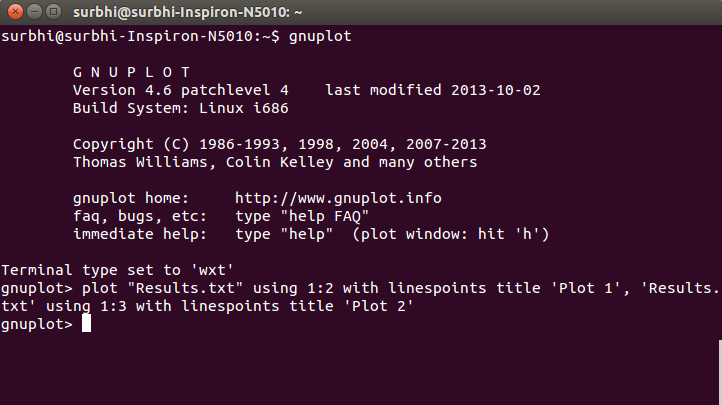 surbhi@surbhi-Inspiron-N5010: ~
surbhi@surbhi-Inspiron-N5010:~$ gnuplot
G N U P L O T
Version 4.6 patchlevel 4    last modified 2013-10-02
Build System: Linux i686
Copyright (C) 1986-1993, 1998, 2004, 2007-2013
Thomas Williams, Colin Kelley and many others
gnuplot home:     http://www.gnuplot.info
faq, bugs, etc:   type "help FAQ"
immediate help:   type "help"  (plot window: hit 'h')
Terminal type set to 'wxt'
gnuplot> plot "Results.txt" using 1:2 with linespoints title 'Plot 1', 'Results.
txt' using 1:3 with linespoints title 'Plot 2'
gnuplot>